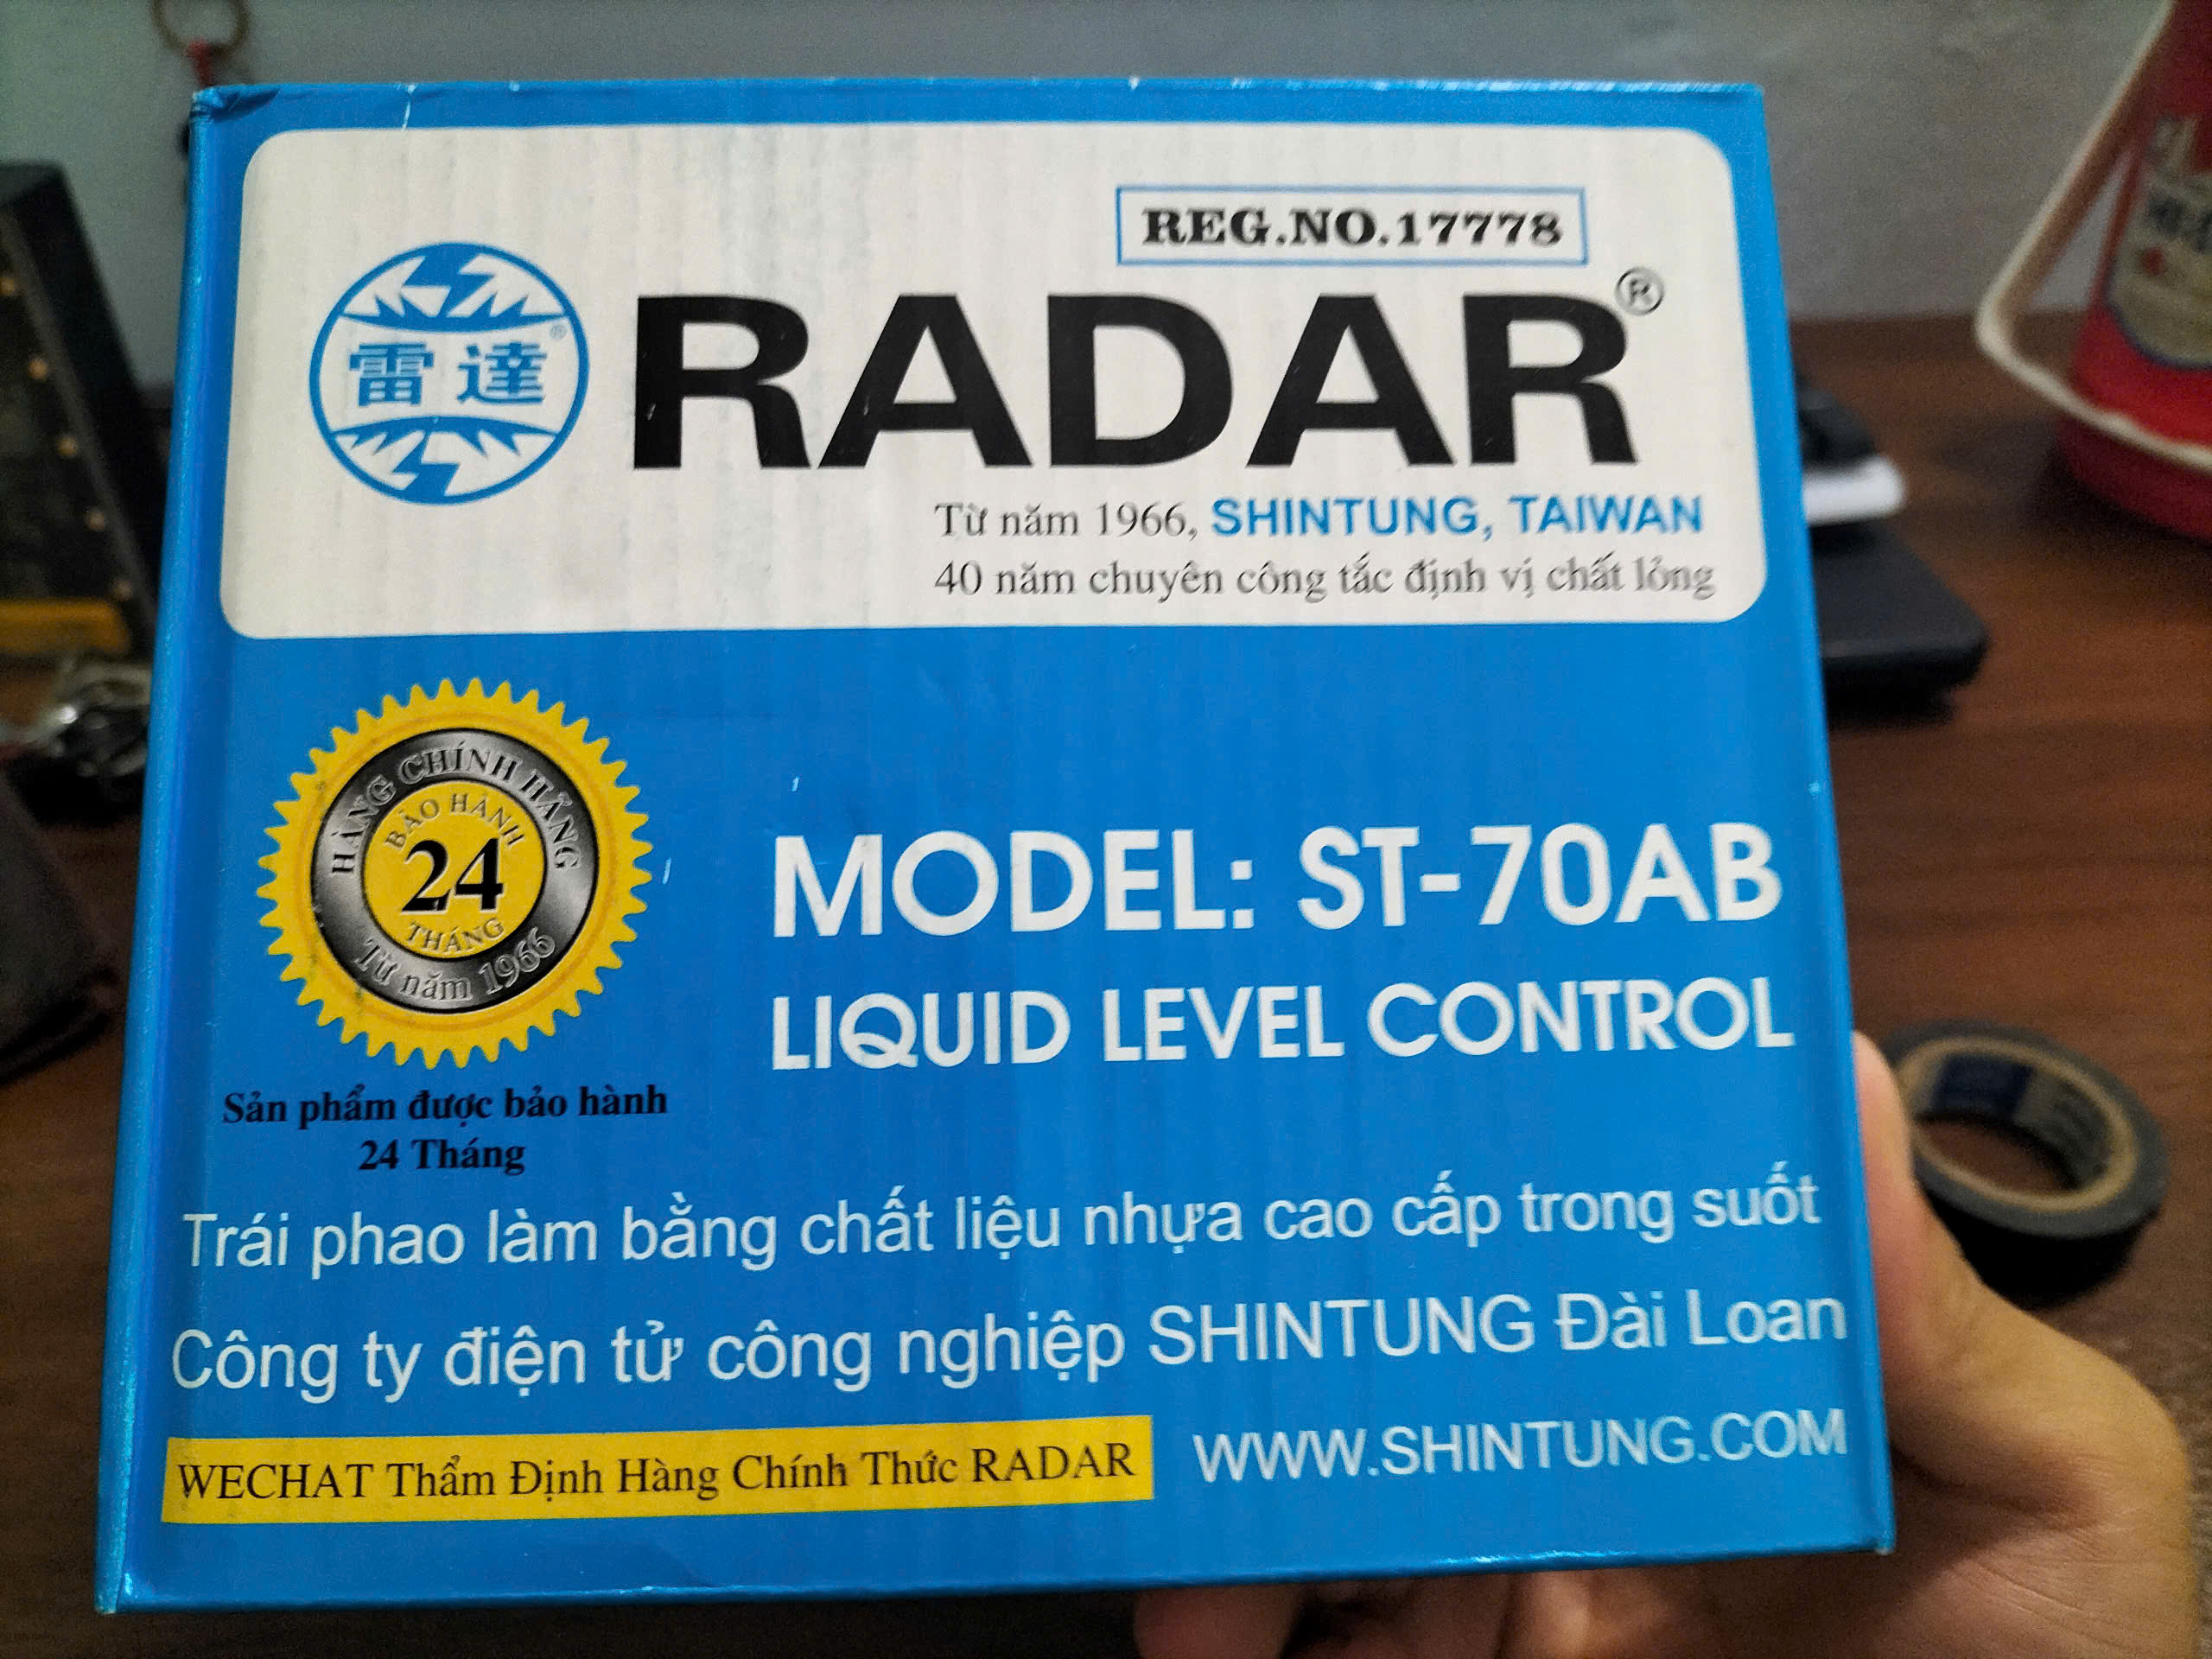 REG.NO.17778
雷達®
RADAR®
Từ năm 1966, SHINTUNG, TAIWAN
40 năm chuyên công tắc định vị chất lỏng
HÀNG CHÍNH HÃNG
BẢO HÀNH
24
THÁNG
Từ năm 1966
MODEL: ST-70AB
LIQUID LEVEL CONTROL
Sản phẩm được bảo hành
24 Tháng
Trái phao làm bằng chất liệu nhựa cao cấp trong suốt
Công ty điện tử công nghiệp SHINTUNG Đài Loan
WECHAT Thẩm Định Hàng Chính Thức RADAR
WWW.SHINTUNG.COM